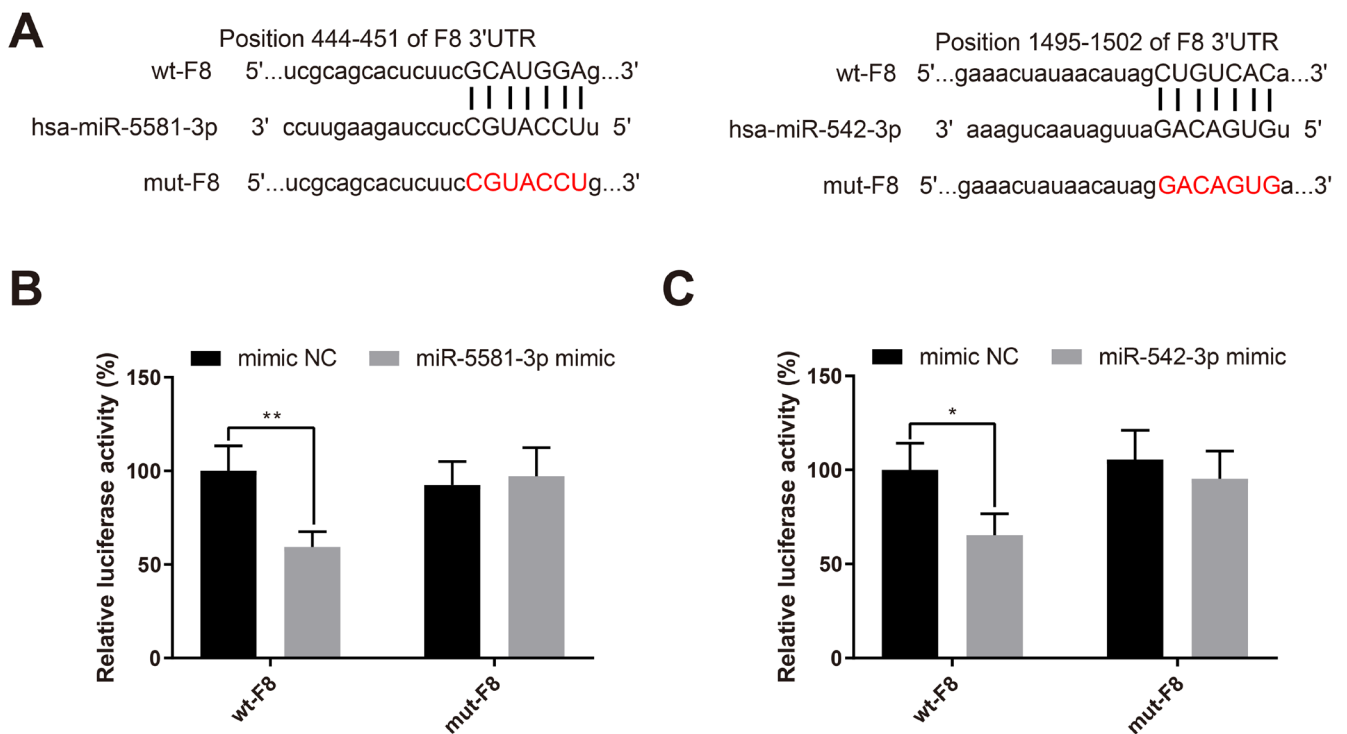 A
Position 444-451 of F8 3'UTR
wt-F8 5'...ucgcagcacucuucGCAUGGAg...3'
hsa-miR-5581-3p 3' ccuugaagauccucCGUACCUu 5'
mut-F8 5'...ucgcagcacucuucCGUACCUg...3'
Position 1495-1502 of F8 3'UTR
wt-F8 5'...gaaacuauaacauagCUGUCACa...3'
hsa-miR-542-3p 3' aaagucaauaguuaGACAGUGu 5'
mut-F8 5'...gaaacuauaacauagGACAGUGa...3'
B
mimic NC miR-5581-3p mimic
Relative luciferase activity (%)
150
**
100
50
0
wt-F8 mut-F8
C
mimic NC miR-542-3p mimic
Relative luciferase activity (%)
150
*
100
50
0
wt-F8 mut-F8